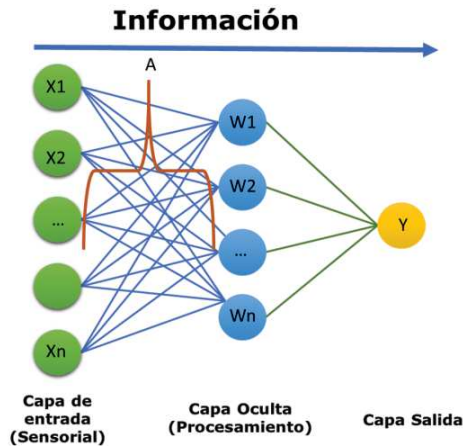 Información
A
X1
X2
...
Xn
W1
W2
...
Wn
Y
Capa de
entrada
(Sensorial)
Capa Oculta
(Procesamiento)
Capa Salida